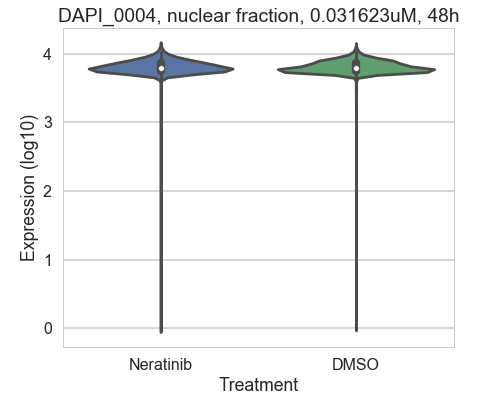 DAPI_0004, nuclear fraction, 0.031623uM, 48h
4
3
2
1
0
Expression (log10)
Neratinib DMSO
Treatment